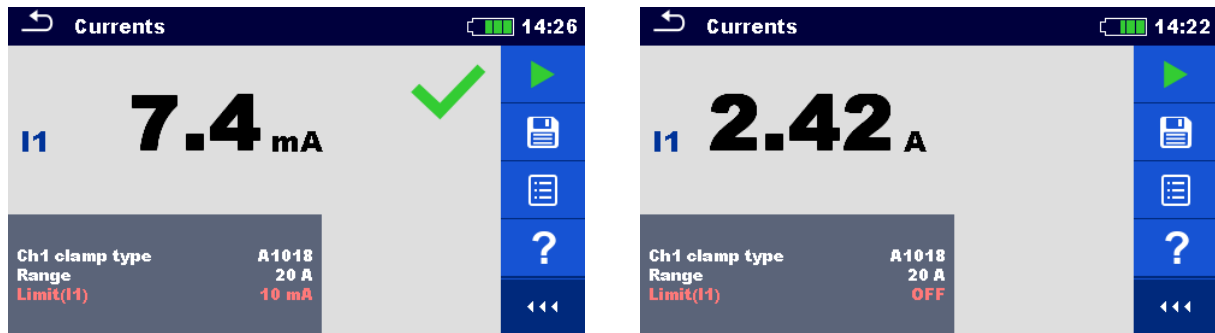 Currents 14:26
I1 7.4 mA
Ch1 clamp type A1018
Range 20 A
Limit(I1) 10 mA
?
Currents 14:22
I1 2.42 A
Ch1 clamp type A1018
Range 20 A
Limit(I1) OFF
?